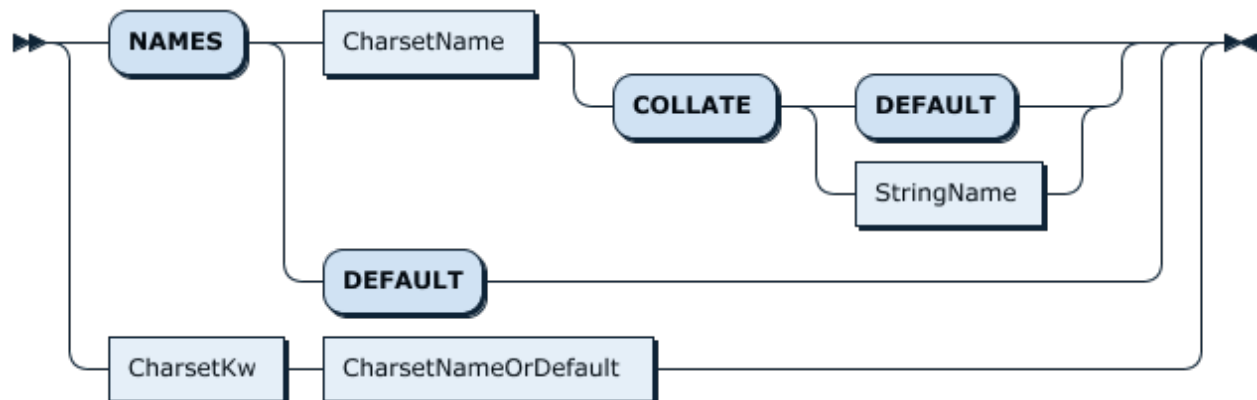 NAMES CharsetName
COLLATE DEFAULT
StringName
DEFAULT
CharsetKw CharsetNameOrDefault